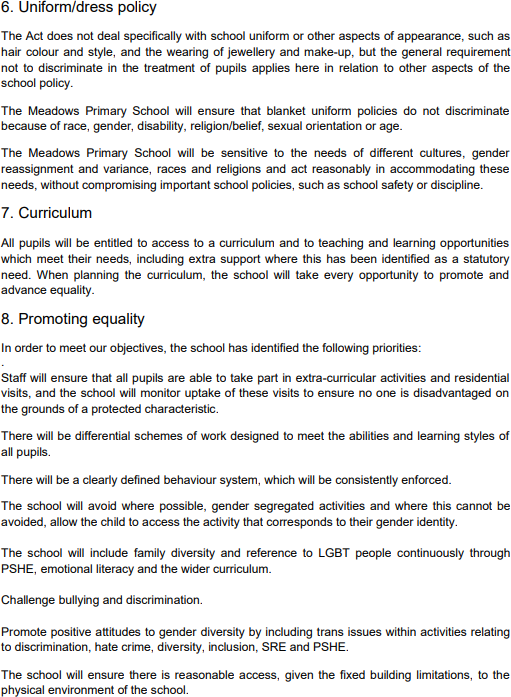 6. Uniform/dress policy
The Act does not deal specifically with school uniform or other aspects of appearance, such as
hair colour and style, and the wearing of jewellery and make-up, but the general requirement
not to discriminate in the treatment of pupils applies here in relation to other aspects of the
school policy.
The Meadows Primary School will ensure that blanket uniform policies do not discriminate
because of race, gender, disability, religion/belief, sexual orientation or age.
The Meadows Primary School will be sensitive to the needs of different cultures, gender
reassignment and variance, races and religions and act reasonably in accommodating these
needs, without compromising important school policies, such as school safety or discipline.
7. Curriculum
All pupils will be entitled to access to a curriculum and to teaching and learning opportunities
which meet their needs, including extra support where this has been identified as a statutory
need. When planning the curriculum, the school will take every opportunity to promote and
advance equality.
8. Promoting equality
In order to meet our objectives, the school has identified the following priorities:
.
Staff will ensure that all pupils are able to take part in extra-curricular activities and residential
visits, and the school will monitor uptake of these visits to ensure no one is disadvantaged on
the grounds of a protected characteristic.
There will be differential schemes of work designed to meet the abilities and learning styles of
all pupils.
There will be a clearly defined behaviour system, which will be consistently enforced.
The school will avoid where possible, gender segregated activities and where this cannot be
avoided, allow the child to access the activity that corresponds to their gender identity.
The school will include family diversity and reference to LGBT people continuously through
PSHE, emotional literacy and the wider curriculum.
Challenge bullying and discrimination.
Promote positive attitudes to gender diversity by including trans issues within activities relating
to discrimination, hate crime, diversity, inclusion, SRE and PSHE.
The school will ensure there is reasonable access, given the fixed building limitations, to the
physical environment of the school.